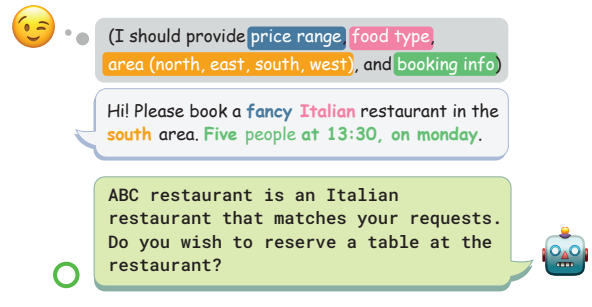 (I should provide price range, food type,
area (north, east, south, west), and booking info)
Hi! Please book a fancy Italian restaurant in the
south area. Five people at 13:30, on monday.
ABC restaurant is an Italian
restaurant that matches your requests.
Do you wish to reserve a table at the
restaurant?